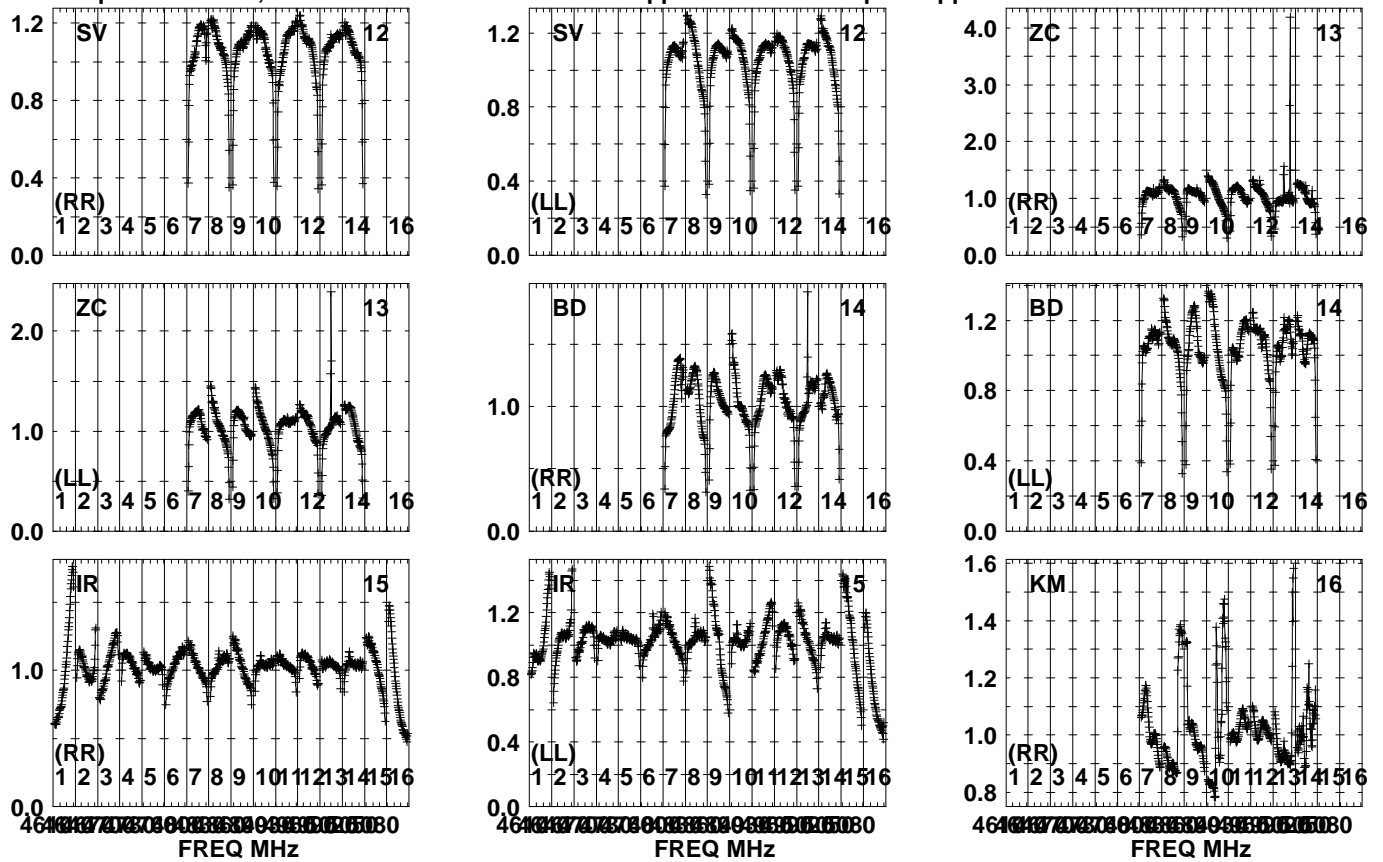 SV 12
1.2
0.8
0.4
0.0
(RR)
1 2 3 4 5 6 7 8 9 10 12 14 16
SV 12
1.2
0.8
0.4
0.0
(LL)
1 2 3 4 5 6 7 8 9 10 12 14 16
ZC 13
4.0
3.0
2.0
1.0
0.0
(RR)
1 2 3 4 5 6 7 8 9 10 12 14 16
ZC 13
2.0
1.0
0.0
(LL)
1 2 3 4 5 6 7 8 9 10 12 14 16
BD 14
1.0
0.0
(RR)
1 2 3 4 5 6 7 8 9 10 12 14 16
BD 14
1.2
0.8
0.4
0.0
(LL)
1 2 3 4 5 6 7 8 9 10 12 14 16
IR 15
1.0
0.0
(RR)
1 2 3 4 5 6 7 8 9 10 11 12 13 14 15 16
FREQ MHz
IR 15
1.2
0.8
0.4
0.0
(LL)
1 2 3 4 5 6 7 8 9 10 11 12 13 14 15 16
KM 16
1.6
1.4
1.2
1.0
0.8
(RR)
1 2 3 4 5 6 7 8 9 10 11 12 13 14 15 16
FREQ MHz